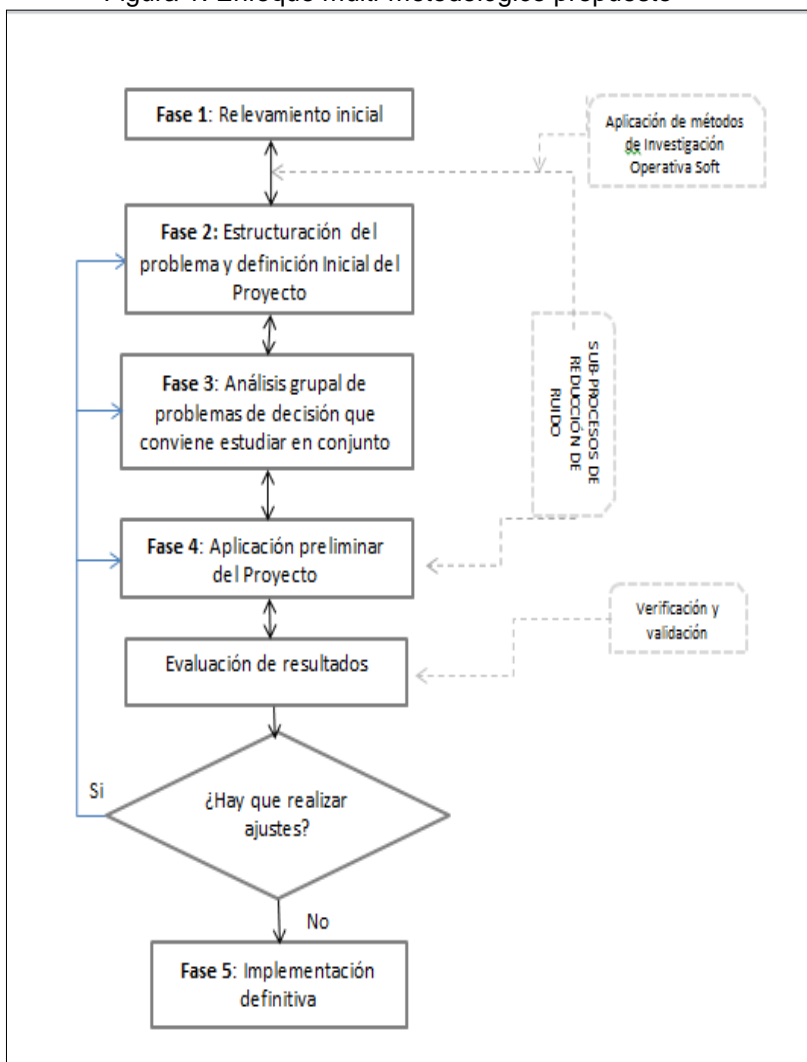 Figura 1: Enfoque multi-metodológico propuesto
Fase 1: Relevamiento inicial
Aplicación de métodos
de Investigación
Operativa Soft
Fase 2: Estructuración del
problema y definición Inicial del
Proyecto
SUB-PROCESOS DE
REDUCCIÓN DE
RUIDO
Fase 3: Análisis grupal de
problemas de decisión que
conviene estudiar en conjunto
Fase 4: Aplicación preliminar
del Proyecto
Verificación y
validación
Evaluación de resultados
Si
¿Hay que realizar
ajustes?
No
Fase 5: Implementación
definitiva